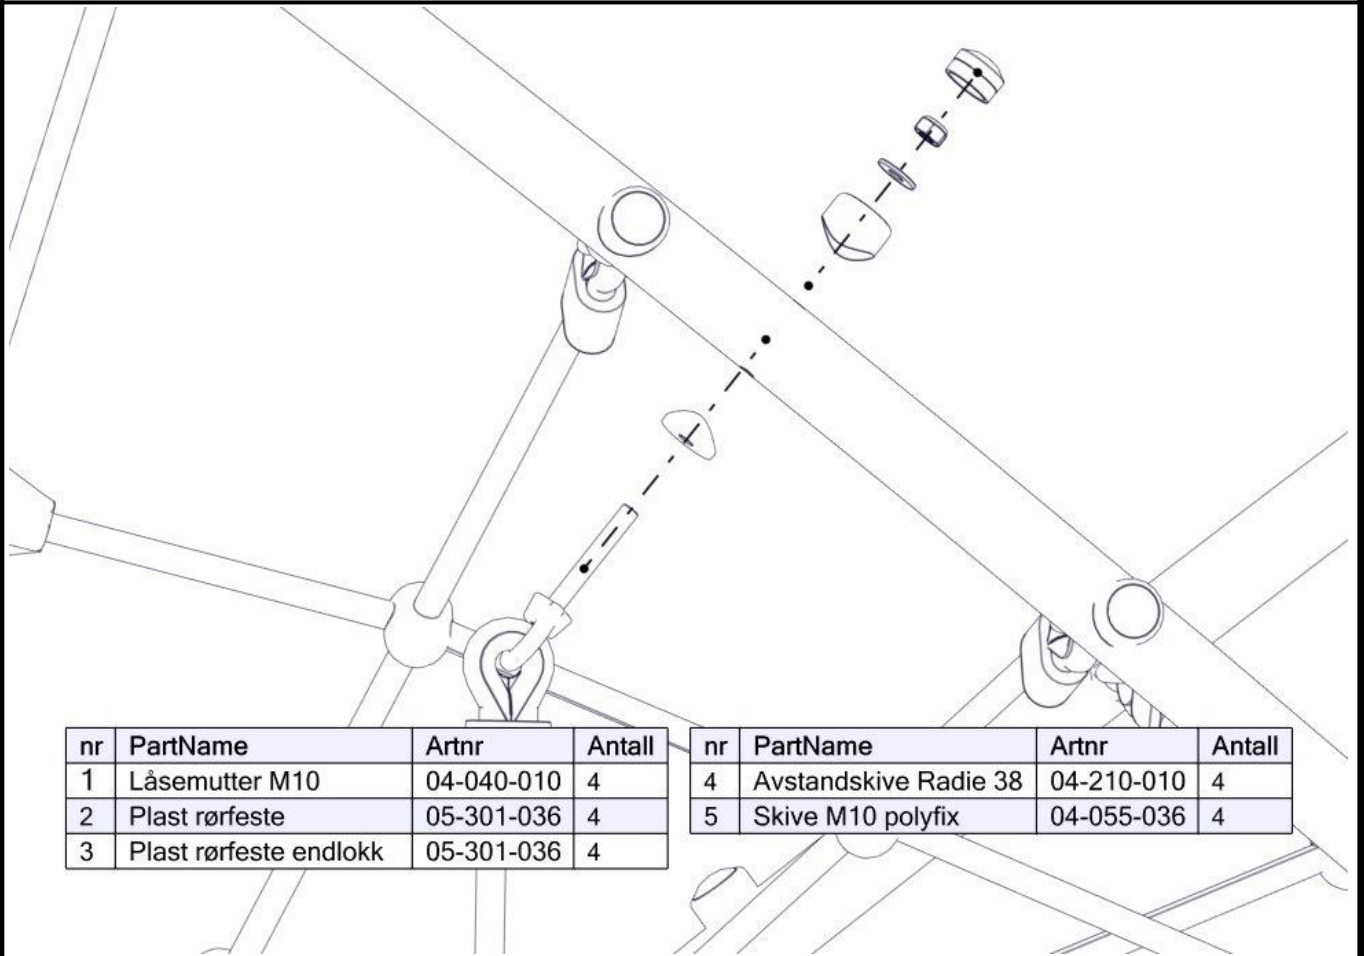 nr PartName Artnr Antall
1 Låsemutter M10 04-040-010 4
2 Plast rørfeste 05-301-036 4
3 Plast rørfeste endlokk 05-301-036 4
nr PartName Artnr Antall
4 Avstandskive Radie 38 04-210-010 4
5 Skive M10 polyfix 04-055-036 4